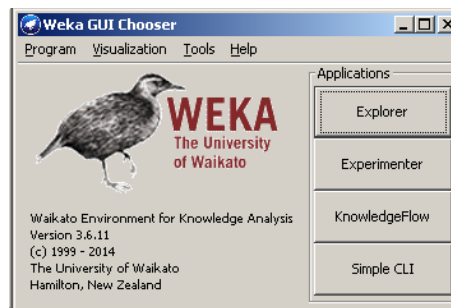 Weka GUI Chooser
Program Visualization Tools Help
WEKA
The University
of Waikato
Waikato Environment for Knowledge Analysis
Version 3.6.11
(c) 1999 - 2014
The University of Waikato
Hamilton, New Zealand
Applications
Explorer
Experimenter
KnowledgeFlow
Simple CLI